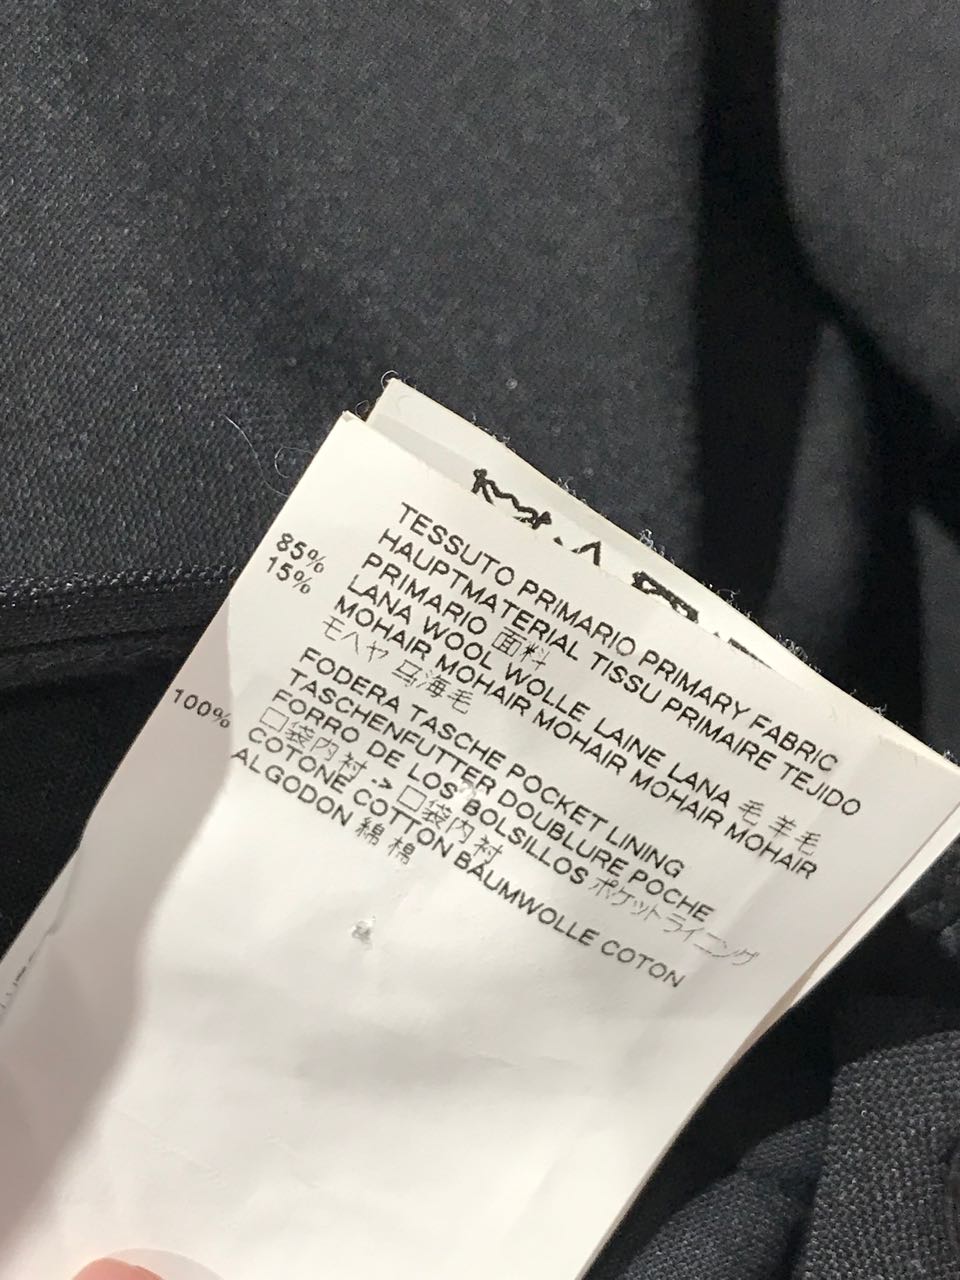 TESSUTO PRIMARIO PRIMARY FABRIC
HAUPTMATERIAL TISSU PRIMAIRE TEJIDO
PRIMARIO 面料
85% LANA WOOL WOLLE LAINE LANA 毛 羊毛
15% MOHAIR MOHAIR MOHAIR MOHAIR MOHAIR
モヘヤ 马海毛
FODERA TASCHE POCKET LINING
TASCHENFUTTER DOUBLURE POCHE
FORRO DE LOS BOLSILLOS ポケットライニング
口袋内衬 -> 口袋内衬
100% COTONE COTTON BAUMWOLLE COTON
ALGODON 綿 棉